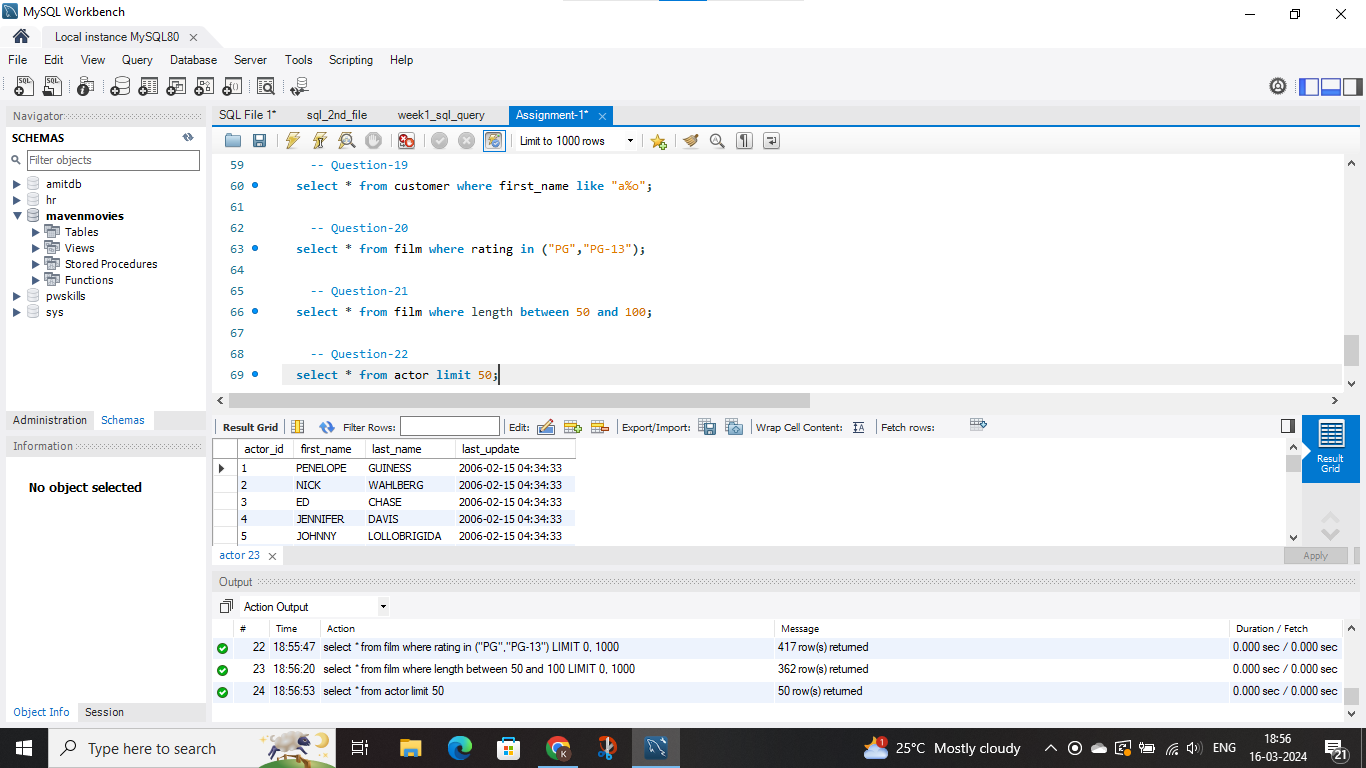 MySQL Workbench
Local instance MySQL80
File Edit View Query Database Server Tools Scripting Help
Navigator
SCHEMAS
Filter objects
amitdb
hr
mavenmovies
Tables
Views
Stored Procedures
Functions
pwskills
sys
Administration Schemas
Information
No object selected
Object Info Session
SQL File 1* sql_2nd_file week1_sql_query Assignment-1*
Limit to 1000 rows
59 -- Question-19
60 select * from customer where first_name like "a%o";
61
62 -- Question-20
63 select * from film where rating in ("PG","PG-13");
64
65 -- Question-21
66 select * from film where length between 50 and 100;
67
68 -- Question-22
69 select * from actor limit 50;
Result Grid Filter Rows: Edit: Export/Import: Wrap Cell Content: IA Fetch rows:
actor_id first_name last_name last_update
1 PENELOPE GUINESS 2006-02-15 04:34:33
2 NICK WAHLBERG 2006-02-15 04:34:33
3 ED CHASE 2006-02-15 04:34:33
4 JENNIFER DAVIS 2006-02-15 04:34:33
5 JOHNNY LOLLOBRIGIDA 2006-02-15 04:34:33
Result
Grid
actor 23
Apply
Output
Action Output
# Time Action Message Duration / Fetch
22 18:55:47 select * from film where rating in ("PG","PG-13") LIMIT 0, 1000 417 row(s) returned 0.000 sec / 0.000 sec
23 18:56:20 select * from film where length between 50 and 100 LIMIT 0, 1000 362 row(s) returned 0.000 sec / 0.000 sec
24 18:56:53 select * from actor limit 50 50 row(s) returned 0.000 sec / 0.000 sec
Type here to search
K
1
25°C Mostly cloudy
ENG
18:56
16-03-2024
21